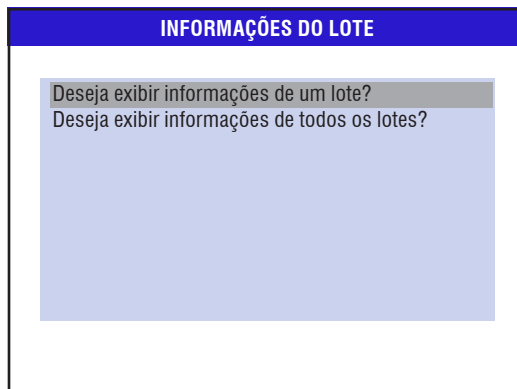 INFORMAÇÕES DO LOTE
Deseja exibir informações de um lote?
Deseja exibir informações de todos os lotes?